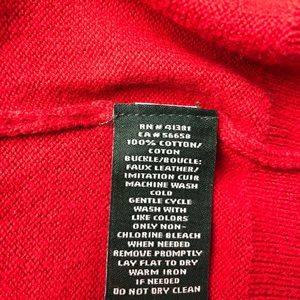 RN # 41381
CA # 56658
100% COTTON/
COTON
BUCKLE/BOUCLE:
FAUX LEATHER/
IMITATION CUIR
MACHINE WASH
COLD
GENTLE CYCLE
WASH WITH
LIKE COLORS
ONLY NON-
CHLORINE BLEACH
WHEN NEEDED
REMOVE PROMPTLY
LAY FLAT TO DRY
WARM IRON
IF NEEDED
DO NOT DRY CLEAN